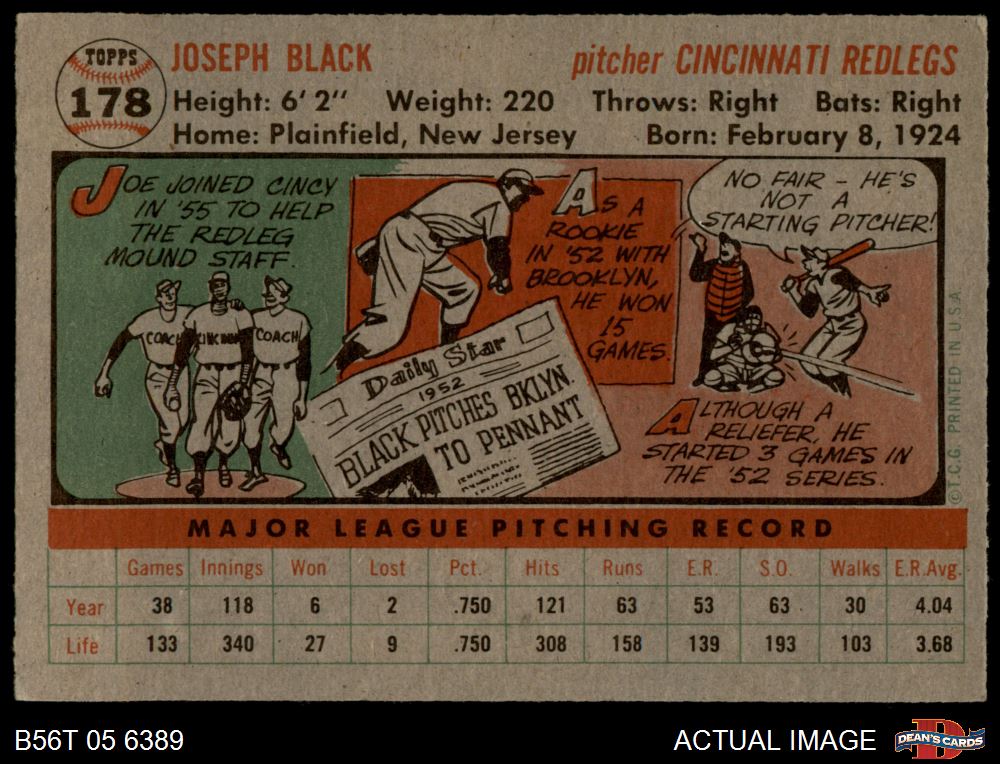 TOPPS
178
JOSEPH BLACK
pitcher CINCINNATI REDLEGS
Height: 6' 2" Weight: 220 Throws: Right Bats: Right
Home: Plainfield, New Jersey Born: February 8, 1924
JOE JOINED CINCY
IN '55 TO HELP
THE REDLEG
MOUND STAFF
COACH
COACH
AS A
ROOKIE
IN '52 WITH
BROOKLYN,
HE WON
15
GAMES.
Daily Star
1952
BLACK PITCHES BKLYN.
TO PENNANT
NO FAIR - HE'S
NOT A
STARTING PITCHER!
ALTHOUGH A
RELIEFER, HE
STARTED 3 GAMES IN
THE '52 SERIES.
©T.C.G. PRINTED IN U.S.A.
MAJOR LEAGUE PITCHING RECORD
Games Innings Won Lost Pct. Hits Runs E.R. S.O. Walks E.R.Avg.
Year 38 118 6 2 .750 121 63 53 63 30 4.04
Life 133 340 27 9 .750 308 158 139 193 103 3.68
B56T 05 6389
ACTUAL IMAGE
D
DEAN'S CARDS